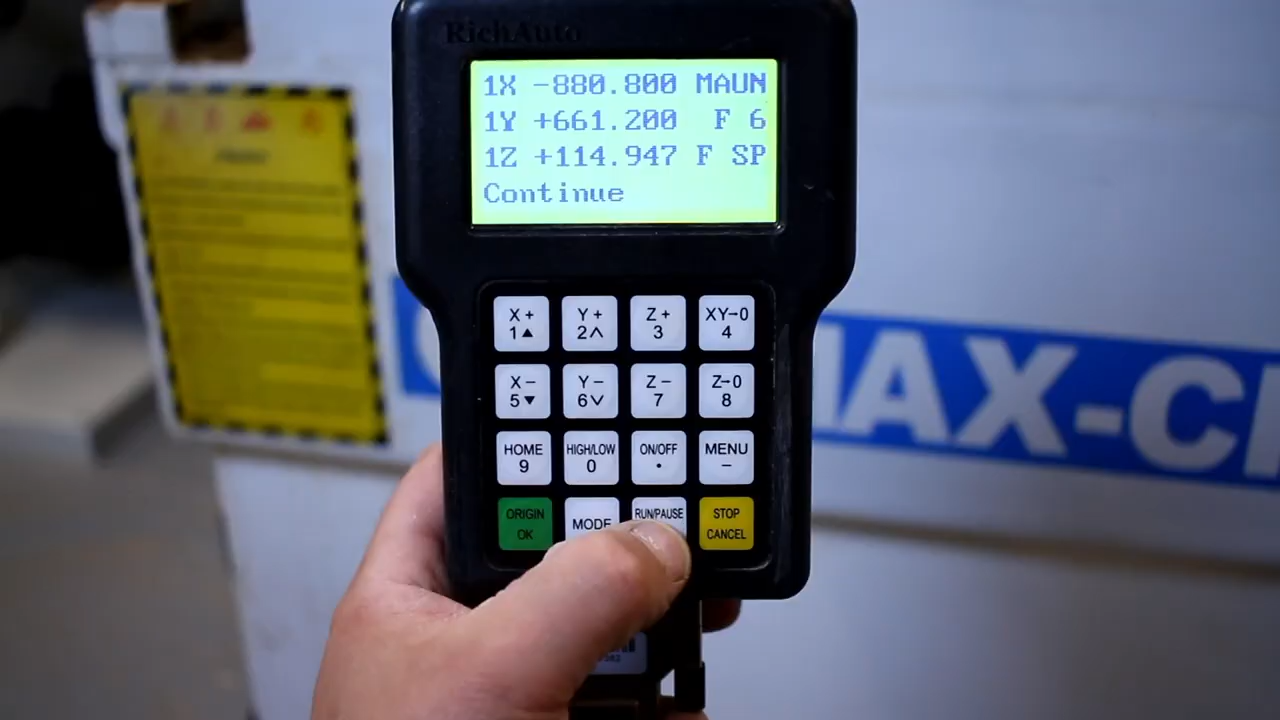 RichAuto
1X -880.800 MAUN
1Y +661.200 F 6
1Z +114.947 F SP
Continue
X+ Y+ Z+ XY→0
1▲ 2∧ 3 4
X− Y− Z− Z→0
5▼ 6∨ 7 8
HOME HIGH/LOW ON/OFF MENU
9 0 • −
ORIGIN MODE RUN/PAUSE STOP
OK CANCEL
AX-C